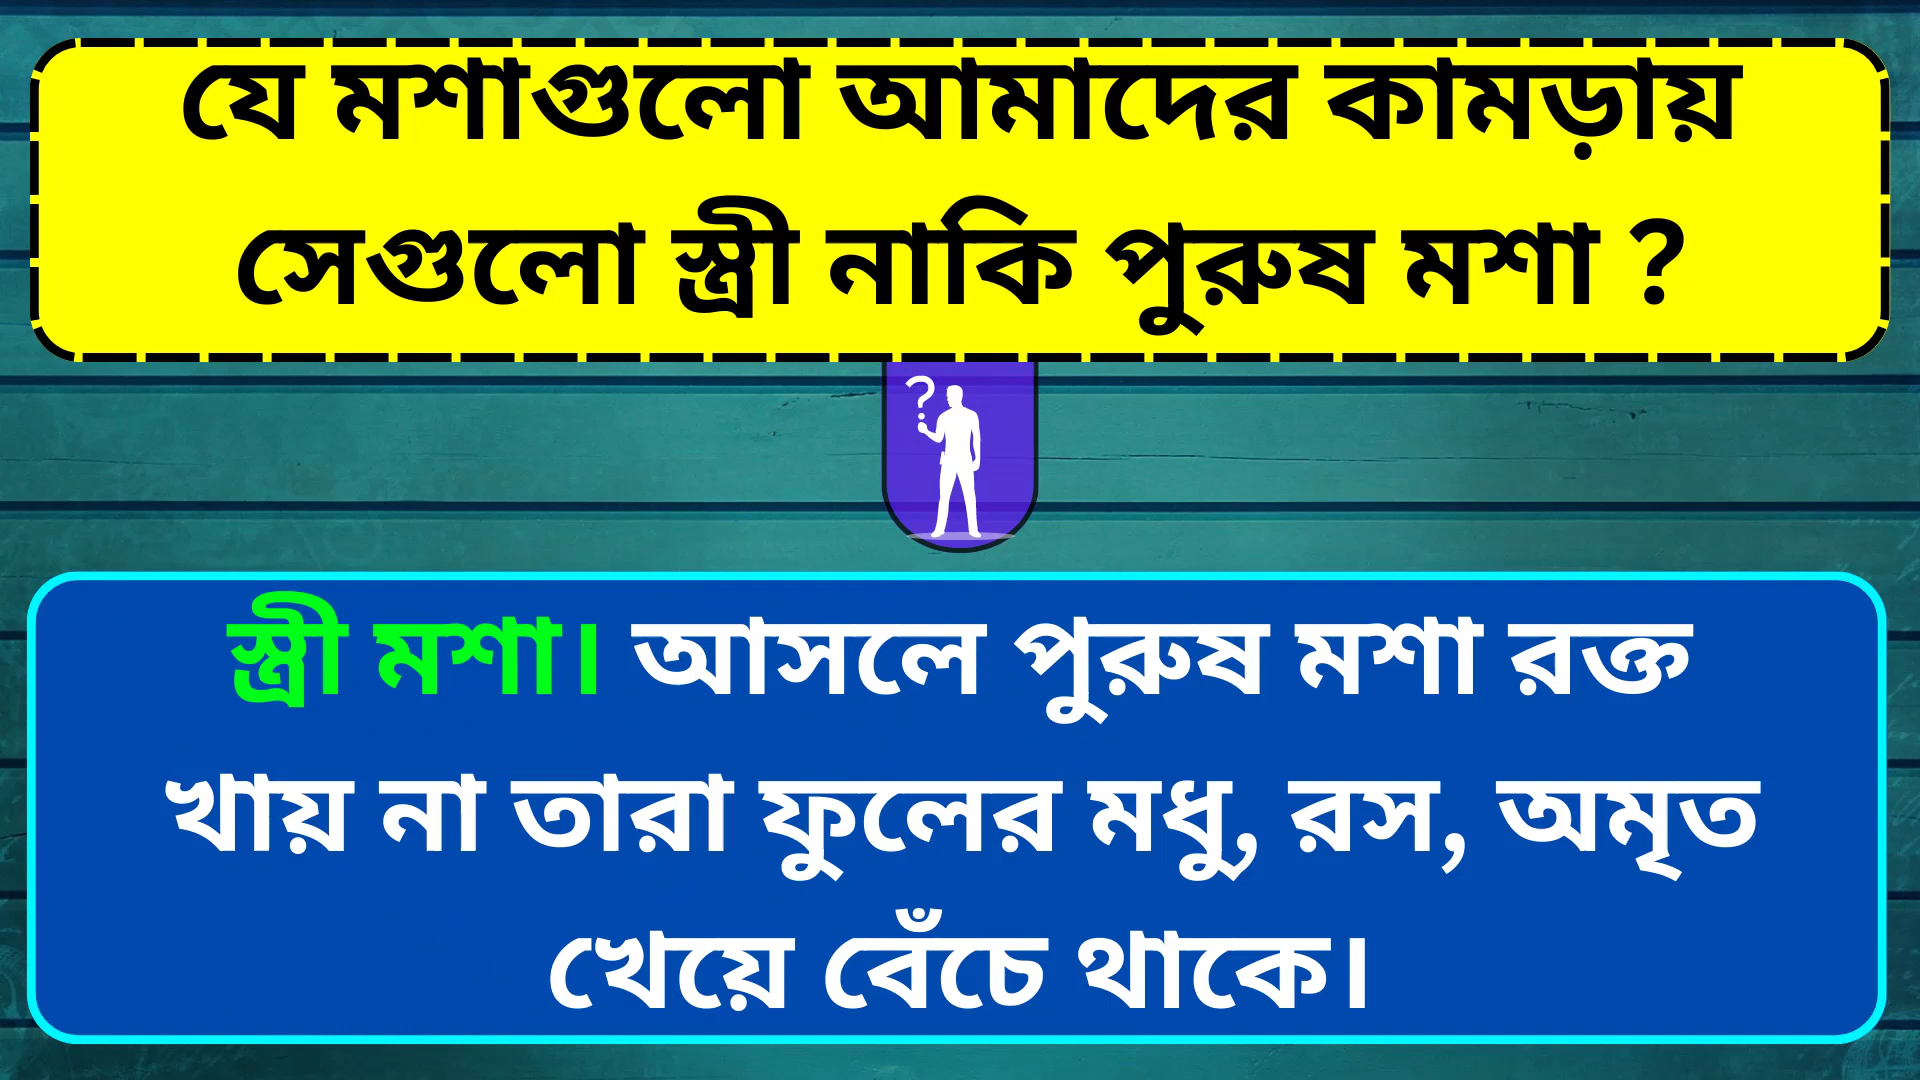 যে মশাগুলো আমাদের কামড়ায়
সেগুলো স্ত্রী নাকি পুরুষ মশা ?
?
স্ত্রী মশা। আসলে পুরুষ মশা রক্ত
খায় না তারা ফুলের মধু, রস, অমৃত
খেয়ে বেঁচে থাকে।